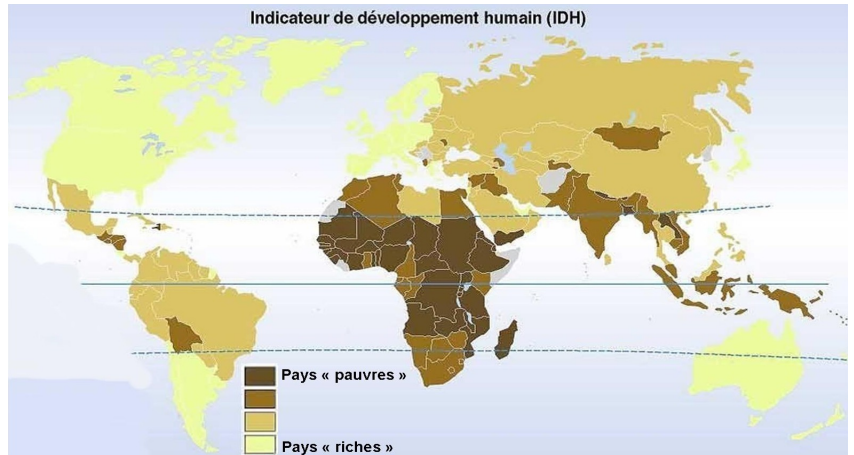 Indicateur de développement humain (IDH)
Pays « pauvres »
Pays « riches »